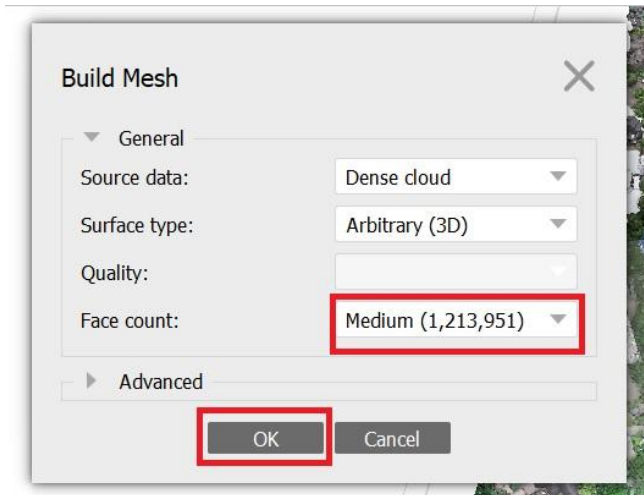 Build Mesh
General
Source data: Dense cloud
Surface type: Arbitrary (3D)
Quality:
Face count: Medium (1,213,951)
Advanced
OK Cancel